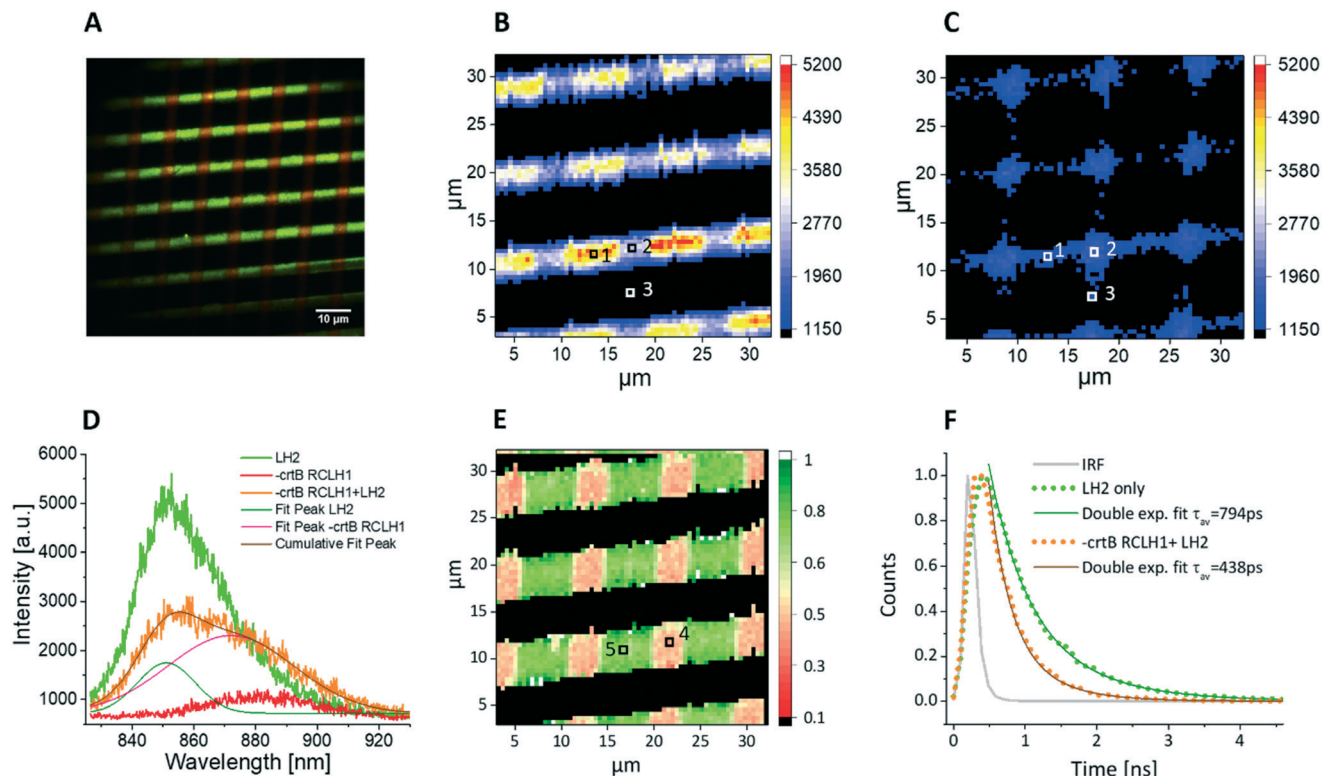 A
B
C
10 µm
30
25
20
15
10
5
µm
1
2
3
5 10 15 20 25 30
µm
5200
4390
3580
2770
1960
1150
30
25
20
15
10
5
µm
1
2
3
5 10 15 20 25 30
µm
5200
4390
3580
2770
1960
1150
D
E
F
6000
5000
4000
3000
2000
1000
Intensity [a.u.]
LH2
-crtB RCLH1
-crtB RCLH1+LH2
Fit Peak LH2
Fit Peak -crtB RCLH1
Cumulative Fit Peak
840 860 880 900 920
Wavelength [nm]
30
25
20
15
10
5
µm
5
4
5 10 15 20 25 30
µm
1
0.8
0.6
0.5
0.3
0.1
1.0
0.8
0.6
0.4
0.2
0.0
Counts
IRF
LH2 only
Double exp. fit τav=794ps
-crtB RCLH1+ LH2
Double exp. fit τav=438ps
0 1 2 3 4
Time [ns]